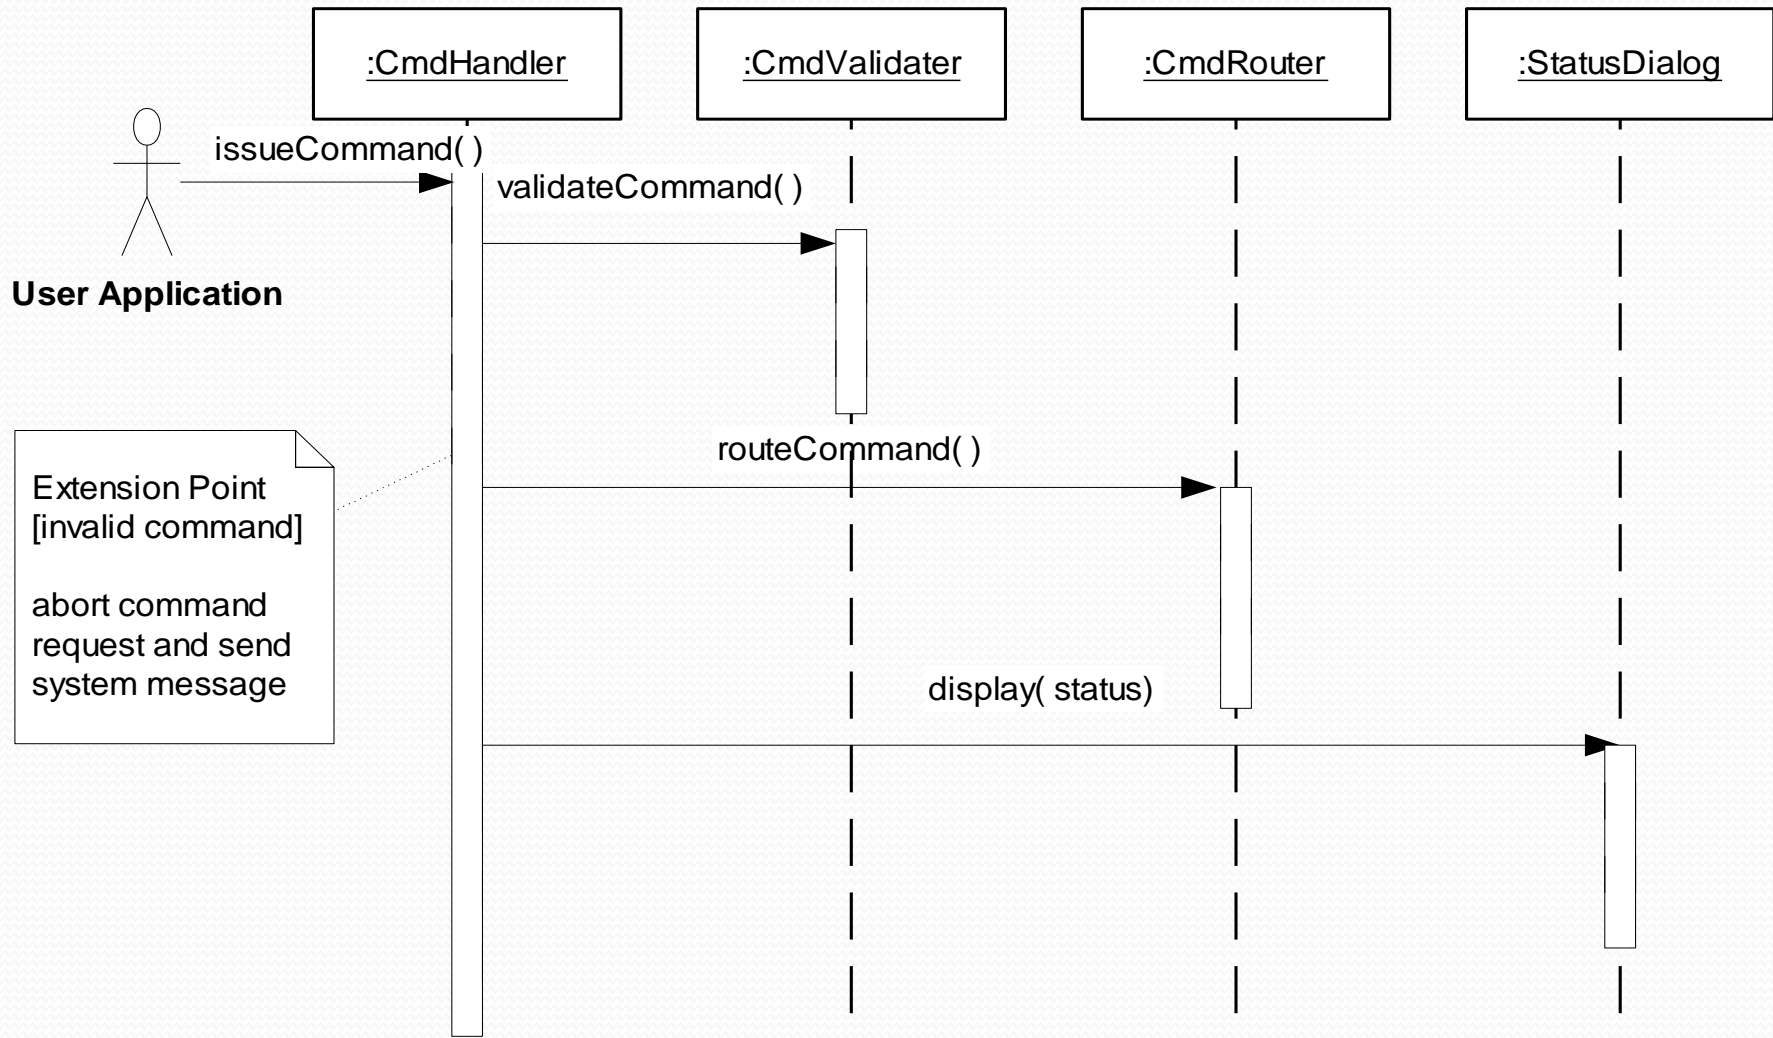 :CmdHandler
:CmdValidater
:CmdRouter
:StatusDialog
issueCommand( )
validateCommand( )
User Application
routeCommand( )
Extension Point
[invalid command]
abort command
request and send
system message
display( status)